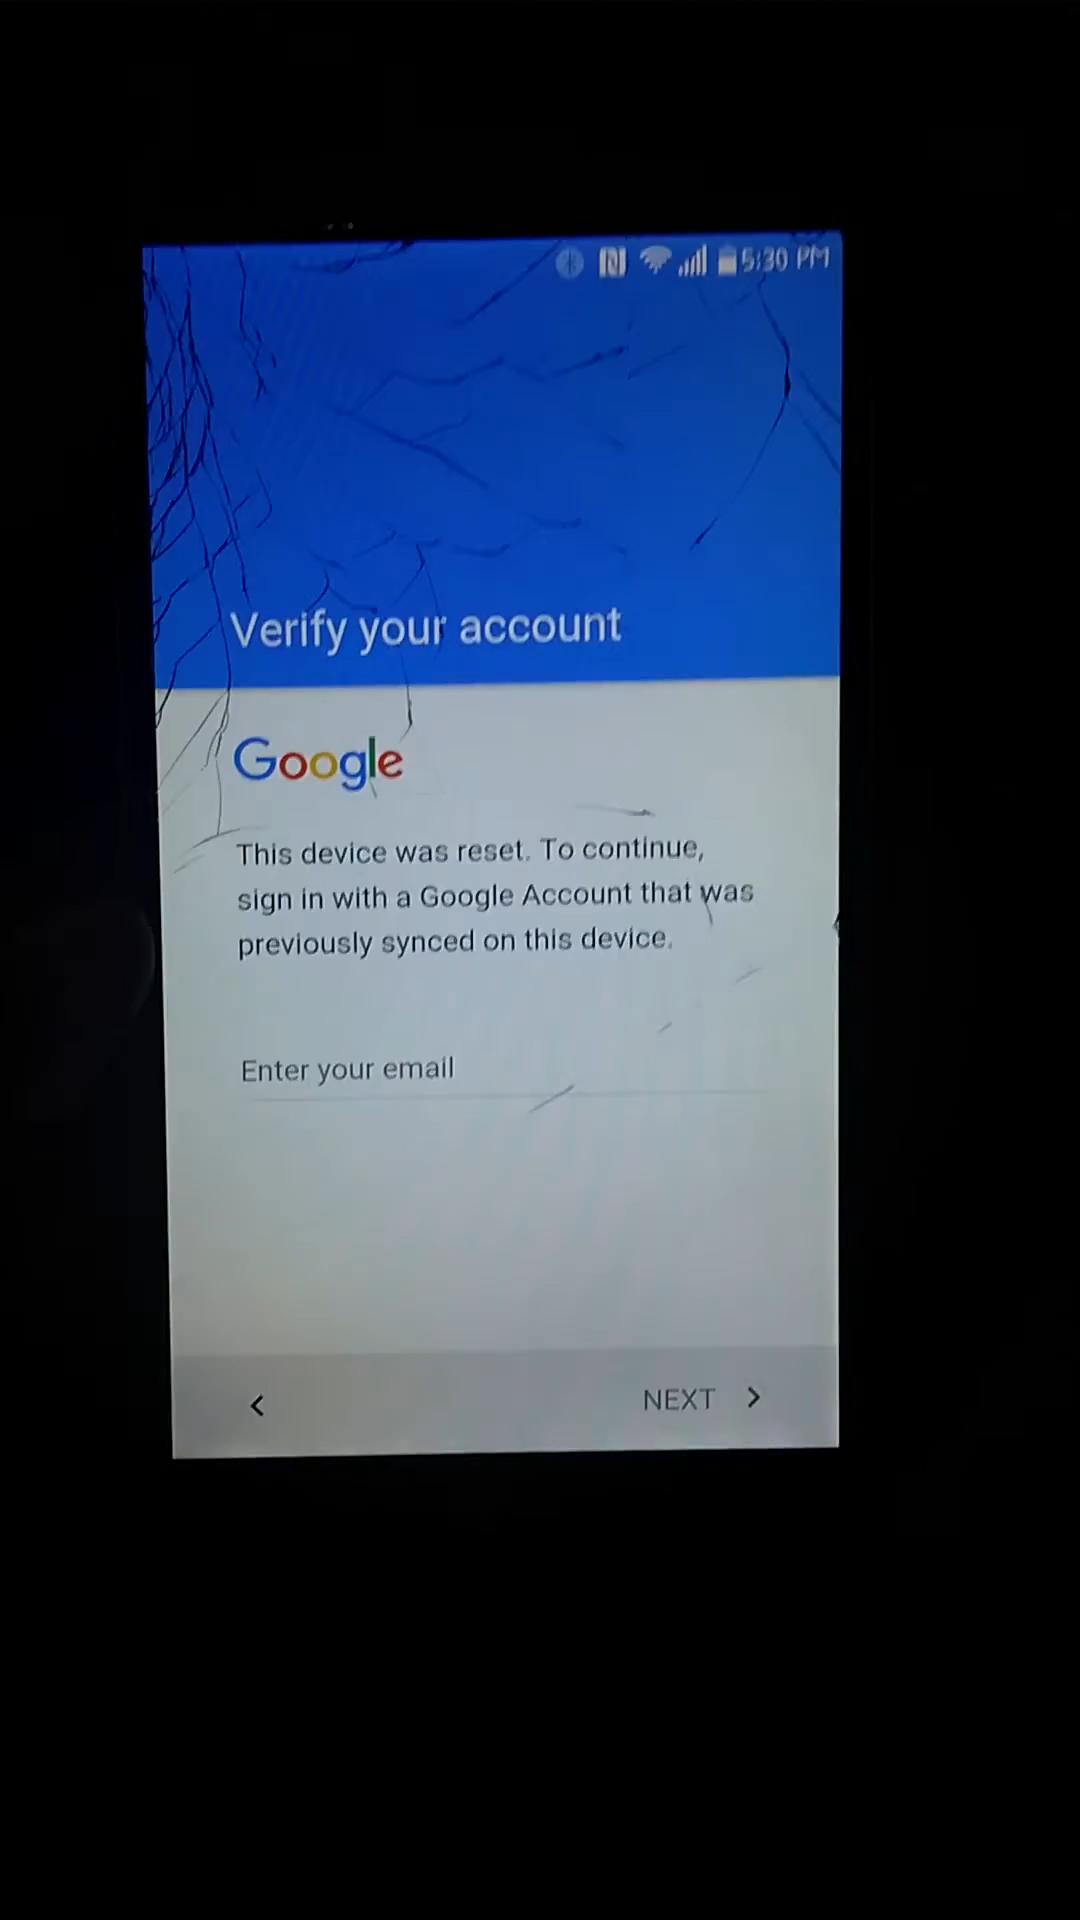 5:30 PM
Verify your account
Google
This device was reset. To continue,
sign in with a Google Account that was
previously synced on this device.
Enter your email
NEXT